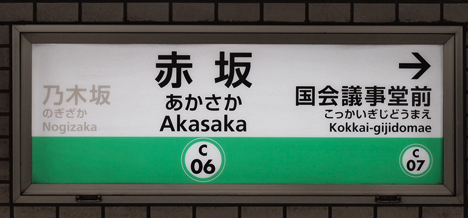 赤坂
あかさか
Akasaka
C
06
乃木坂
のぎざか
Nogizaka
→
国会議事堂前
こっかいぎじどうまえ
Kokkai-gijidomae
C
07